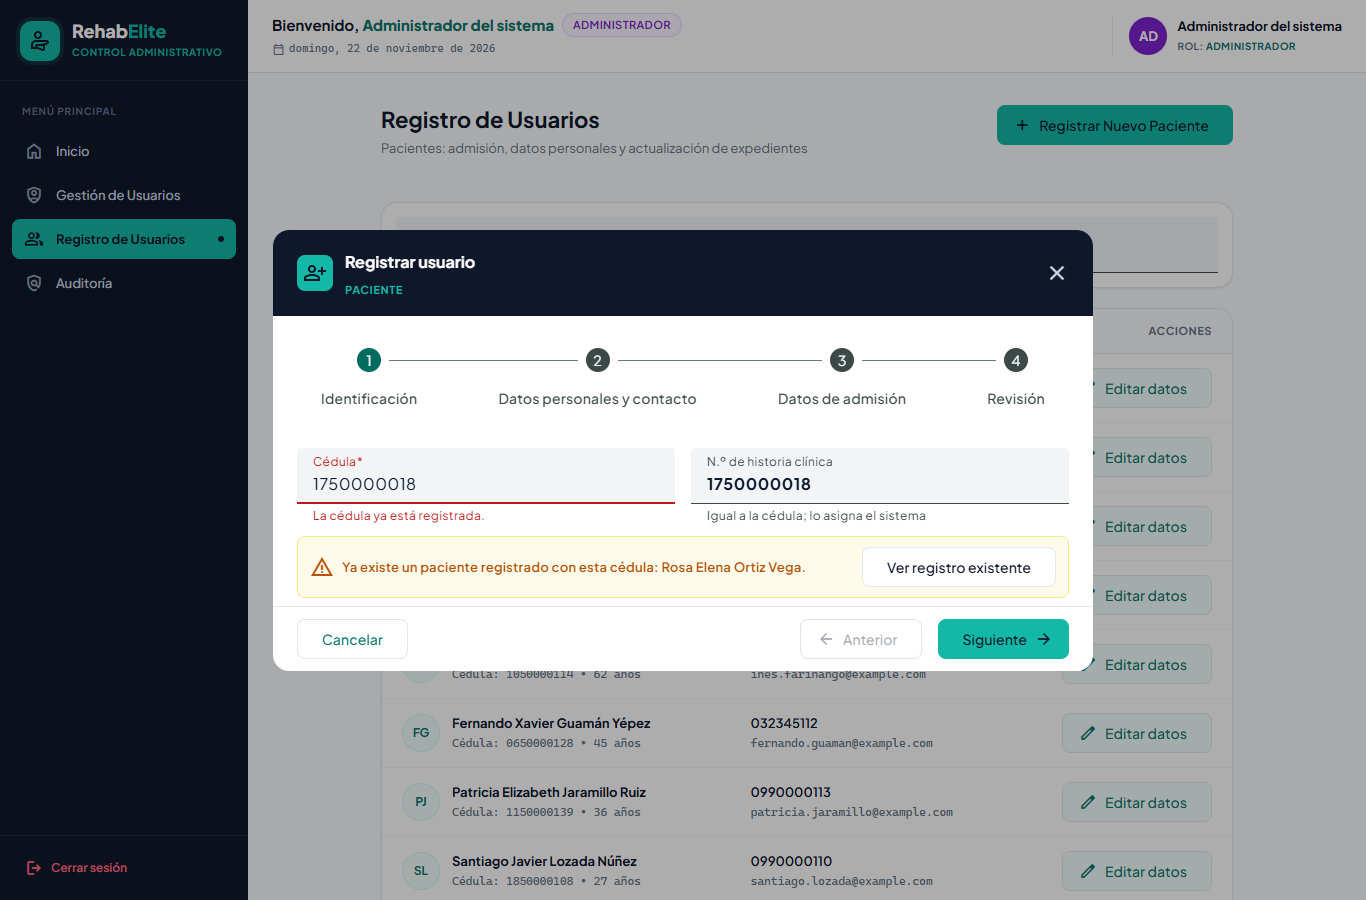 RehabElite
CONTROL ADMINISTRATIVO
MENÚ PRINCIPAL
Inicio
Gestión de Usuarios
Registro de Usuarios
Auditoría
Cerrar sesión
Bienvenido, Administrador del sistema ADMINISTRADOR
domingo, 22 de noviembre de 2026
AD
Administrador del sistema
ROL: ADMINISTRADOR
Registro de Usuarios
Pacientes: admisión, datos personales y actualización de expedientes
Registrar Nuevo Paciente
ACCIONES
Editar datos
Editar datos
Editar datos
Editar datos
Editar datos
Registrar usuario
PACIENTE
1 2 3 4
Identificación Datos personales y contacto Datos de admisión Revisión
Cédula*
1750000018
La cédula ya está registrada.
N.º de historia clínica
1750000018
Igual a la cédula; lo asigna el sistema
Ya existe un paciente registrado con esta cédula: Rosa Elena Ortiz Vega.
Ver registro existente
Cancelar
Anterior
Siguiente
Cédula: 1050000114 • 62 años
ines.farinango@example.com
FG
Fernando Xavier Guamán Yépez
Cédula: 0650000128 • 45 años
032345112
fernando.guaman@example.com
Editar datos
PJ
Patricia Elizabeth Jaramillo Ruiz
Cédula: 1150000139 • 36 años
0990000113
patricia.jaramillo@example.com
Editar datos
SL
Santiago Javier Lozada Núñez
Cédula: 1850000108 • 27 años
0990000110
santiago.lozada@example.com
Editar datos